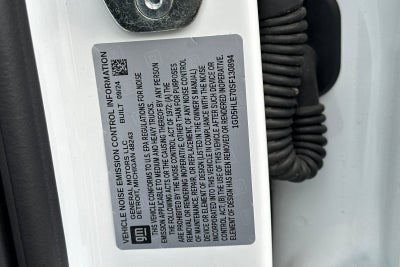 VEHICLE NOISE EMISSION CONTROL INFORMATION
GENERAL MOTORS LLC BUILT 09/24
DETROIT, MICHIGAN 48243
gm
THIS VEHICLE CONFORMS TO U.S. EPA REGULATIONS FOR NOISE
EMISSION APPLICABLE TO MEDIUM AND HEAVY TRUCKS.
THE FOLLOWING ACTS OR THE CAUSING THEREOF BY ANY PERSON
ARE PROHIBITED BY THE NOISE CONTROL ACT OF 1972: (A) THE
REMOVAL OR RENDERING INOPERATIVE, OTHER THAN FOR PURPOSES
OF MAINTENANCE, REPAIR, OR REPLACEMENT, OF ANY NOISE CONTROL
DEVICE OR ELEMENT OF DESIGN (LISTED IN THE OWNER'S MANUAL)
INCORPORATED INTO THIS VEHICLE IN COMPLIANCE WITH THE NOISE
CONTROL ACT; (B) THE USE OF THIS VEHICLE AFTER SUCH DEVICE OR
ELEMENT OF DESIGN HAS BEEN REMOVED OR RENDERED INOPERATIVE.